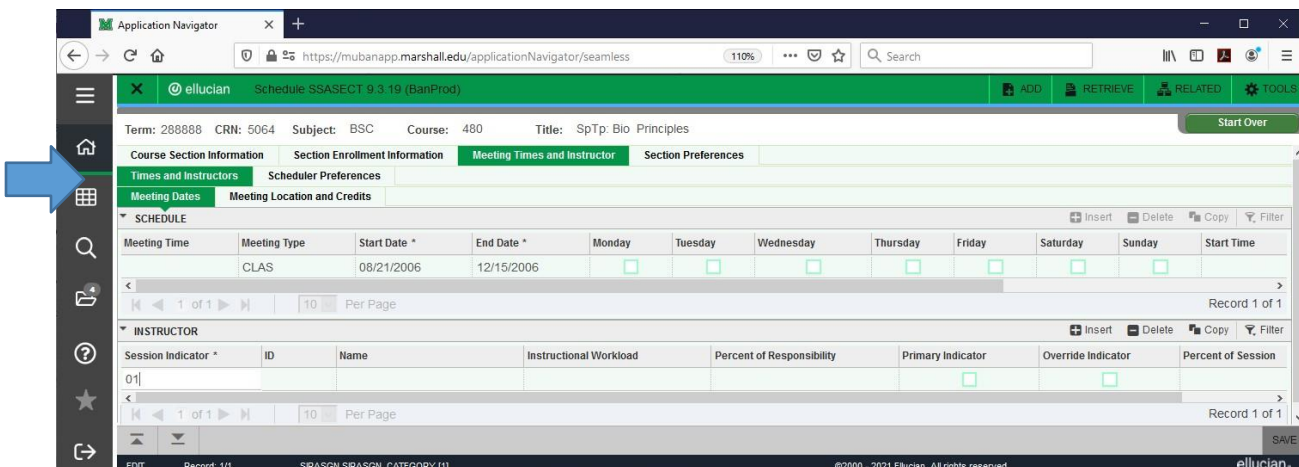 Application Navigator
https://mubanapp.marshall.edu/applicationNavigator/seamless 110% Search
ellucian Schedule SSASECT 9.3.19 (BanProd) ADD RETRIEVE RELATED TOOLS
Term: 288888 CRN: 5064 Subject: BSC Course: 480 Title: SpTp: Bio Principles Start Over
Course Section Information Section Enrollment Information Meeting Times and Instructor Section Preferences
Times and Instructors Scheduler Preferences
Meeting Dates Meeting Location and Credits
SCHEDULE Insert Delete Copy Filter
Meeting Time Meeting Type Start Date * End Date * Monday Tuesday Wednesday Thursday Friday Saturday Sunday Start Time
CLAS 08/21/2006 12/15/2006
1 of 1 10 Per Page Record 1 of 1
INSTRUCTOR Insert Delete Copy Filter
Session Indicator * ID Name Instructional Workload Percent of Responsibility Primary Indicator Override Indicator Percent of Session
01
4
1 of 1 10 Per Page Record 1 of 1
SAVE
EDIT Record: 1/1 SIRASGN.SIRASGN_CATEGORY [1] ©2000 - 2021 Ellucian. All rights reserved. ellucian